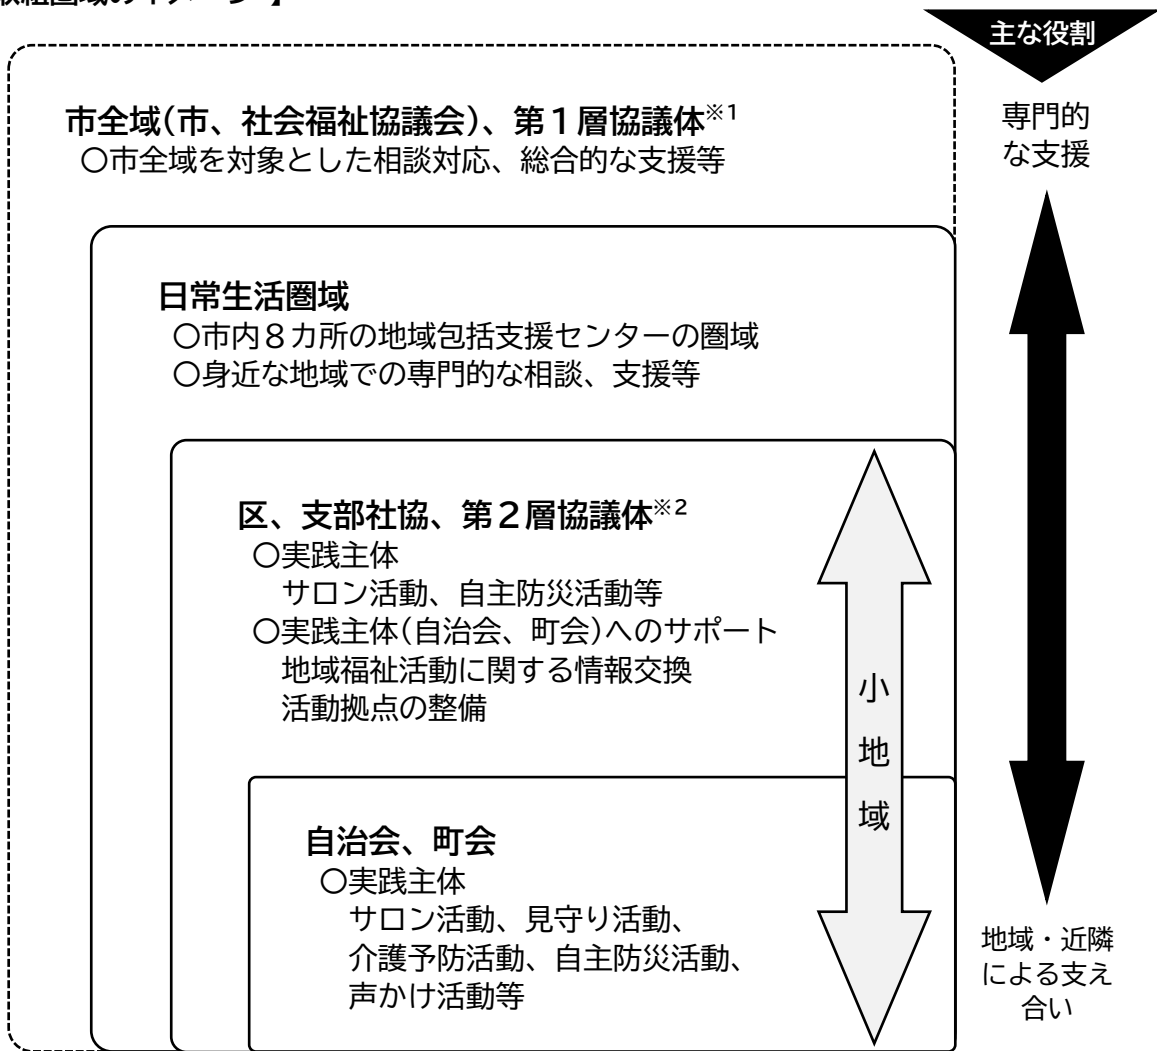 主な役割
市全域(市、社会福祉協議会)、第1層協議体※1
〇市全域を対象とした相談対応、総合的な支援等
専門的
な支援
日常生活圏域
〇市内8カ所の地域包括支援センターの圏域
〇身近な地域での専門的な相談、支援等
区、支部社協、第2層協議体※2
〇実践主体
サロン活動、自主防災活動等
〇実践主体(自治会、町会)へのサポート
地域福祉活動に関する情報交換
活動拠点の整備
小地域
自治会、町会
〇実践主体
サロン活動、見守り活動、
介護予防活動、自主防災活動、
声かけ活動等
地域・近隣
による支え
合い